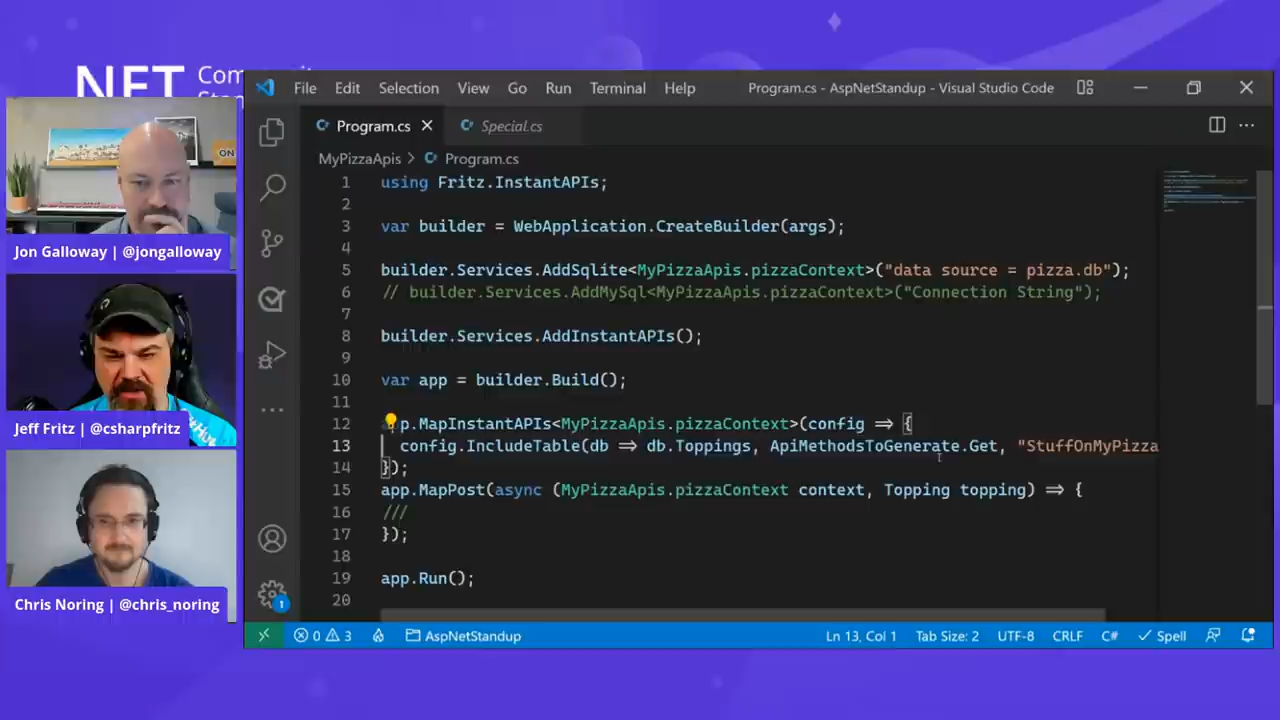 .NET Community
Standup
ON
Jon Galloway | @jongalloway
Jeff Fritz | @csharpfritz
Chris Noring | @chris_noring
File Edit Selection View Go Run Terminal Help Program.cs - AspNetStandup - Visual Studio Code
Program.cs Special.cs
MyPizzaApis > Program.cs
1 using Fritz.InstantAPIs;
2
3 var builder = WebApplication.CreateBuilder(args);
4
5 builder.Services.AddSqlite<MyPizzaApis.pizzaContext>("data source = pizza.db");
6 // builder.Services.AddMySql<MyPizzaApis.pizzaContext>("Connection String");
7
8 builder.Services.AddInstantAPIs();
9
10 var app = builder.Build();
11
12 p.MapInstantAPIs<MyPizzaApis.pizzaContext>(config => {
13 config.IncludeTable(db => db.Toppings, ApiMethodsToGenerate.Get, "StuffOnMyPizza
14 });
15 app.MapPost(async (MyPizzaApis.pizzaContext context, Topping topping) => {
16 ///
17 });
18
19 app.Run();
20
1
0 3 AspNetStandup Ln 13, Col 1 Tab Size: 2 UTF-8 CRLF C# Spell